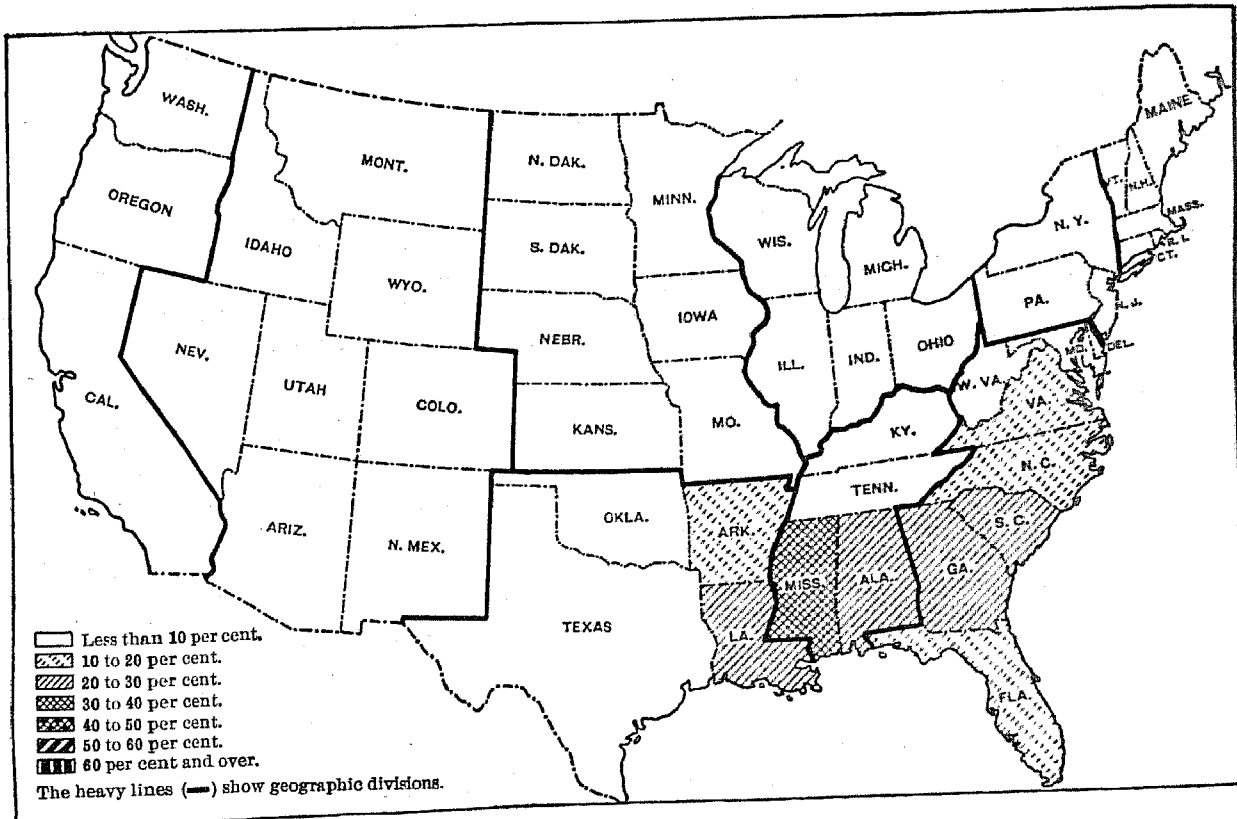 WASH.
OREGON
CAL.
IDAHO
NEV.
MONT.
WYO.
UTAH
COLO.
ARIZ.
N. MEX.
N. DAK.
S. DAK.
NEBR.
KANS.
OKLA.
TEXAS
MINN.
IOWA
MO.
ARK.
LA.
WIS.
MICH.
ILL.
IND.
OHIO
KY.
TENN.
MISS.
ALA.
GA.
FLA.
S. C.
N. C.
VA.
W. VA.
MD.
DEL.
PA.
N. J.
N. Y.
CT.
R. I.
MASS.
VT.
N.H.
MAINE
Less than 10 per cent.
10 to 20 per cent.
20 to 30 per cent.
30 to 40 per cent.
40 to 50 per cent.
50 to 60 per cent.
60 per cent and over.
The heavy lines (▬) show geographic divisions.